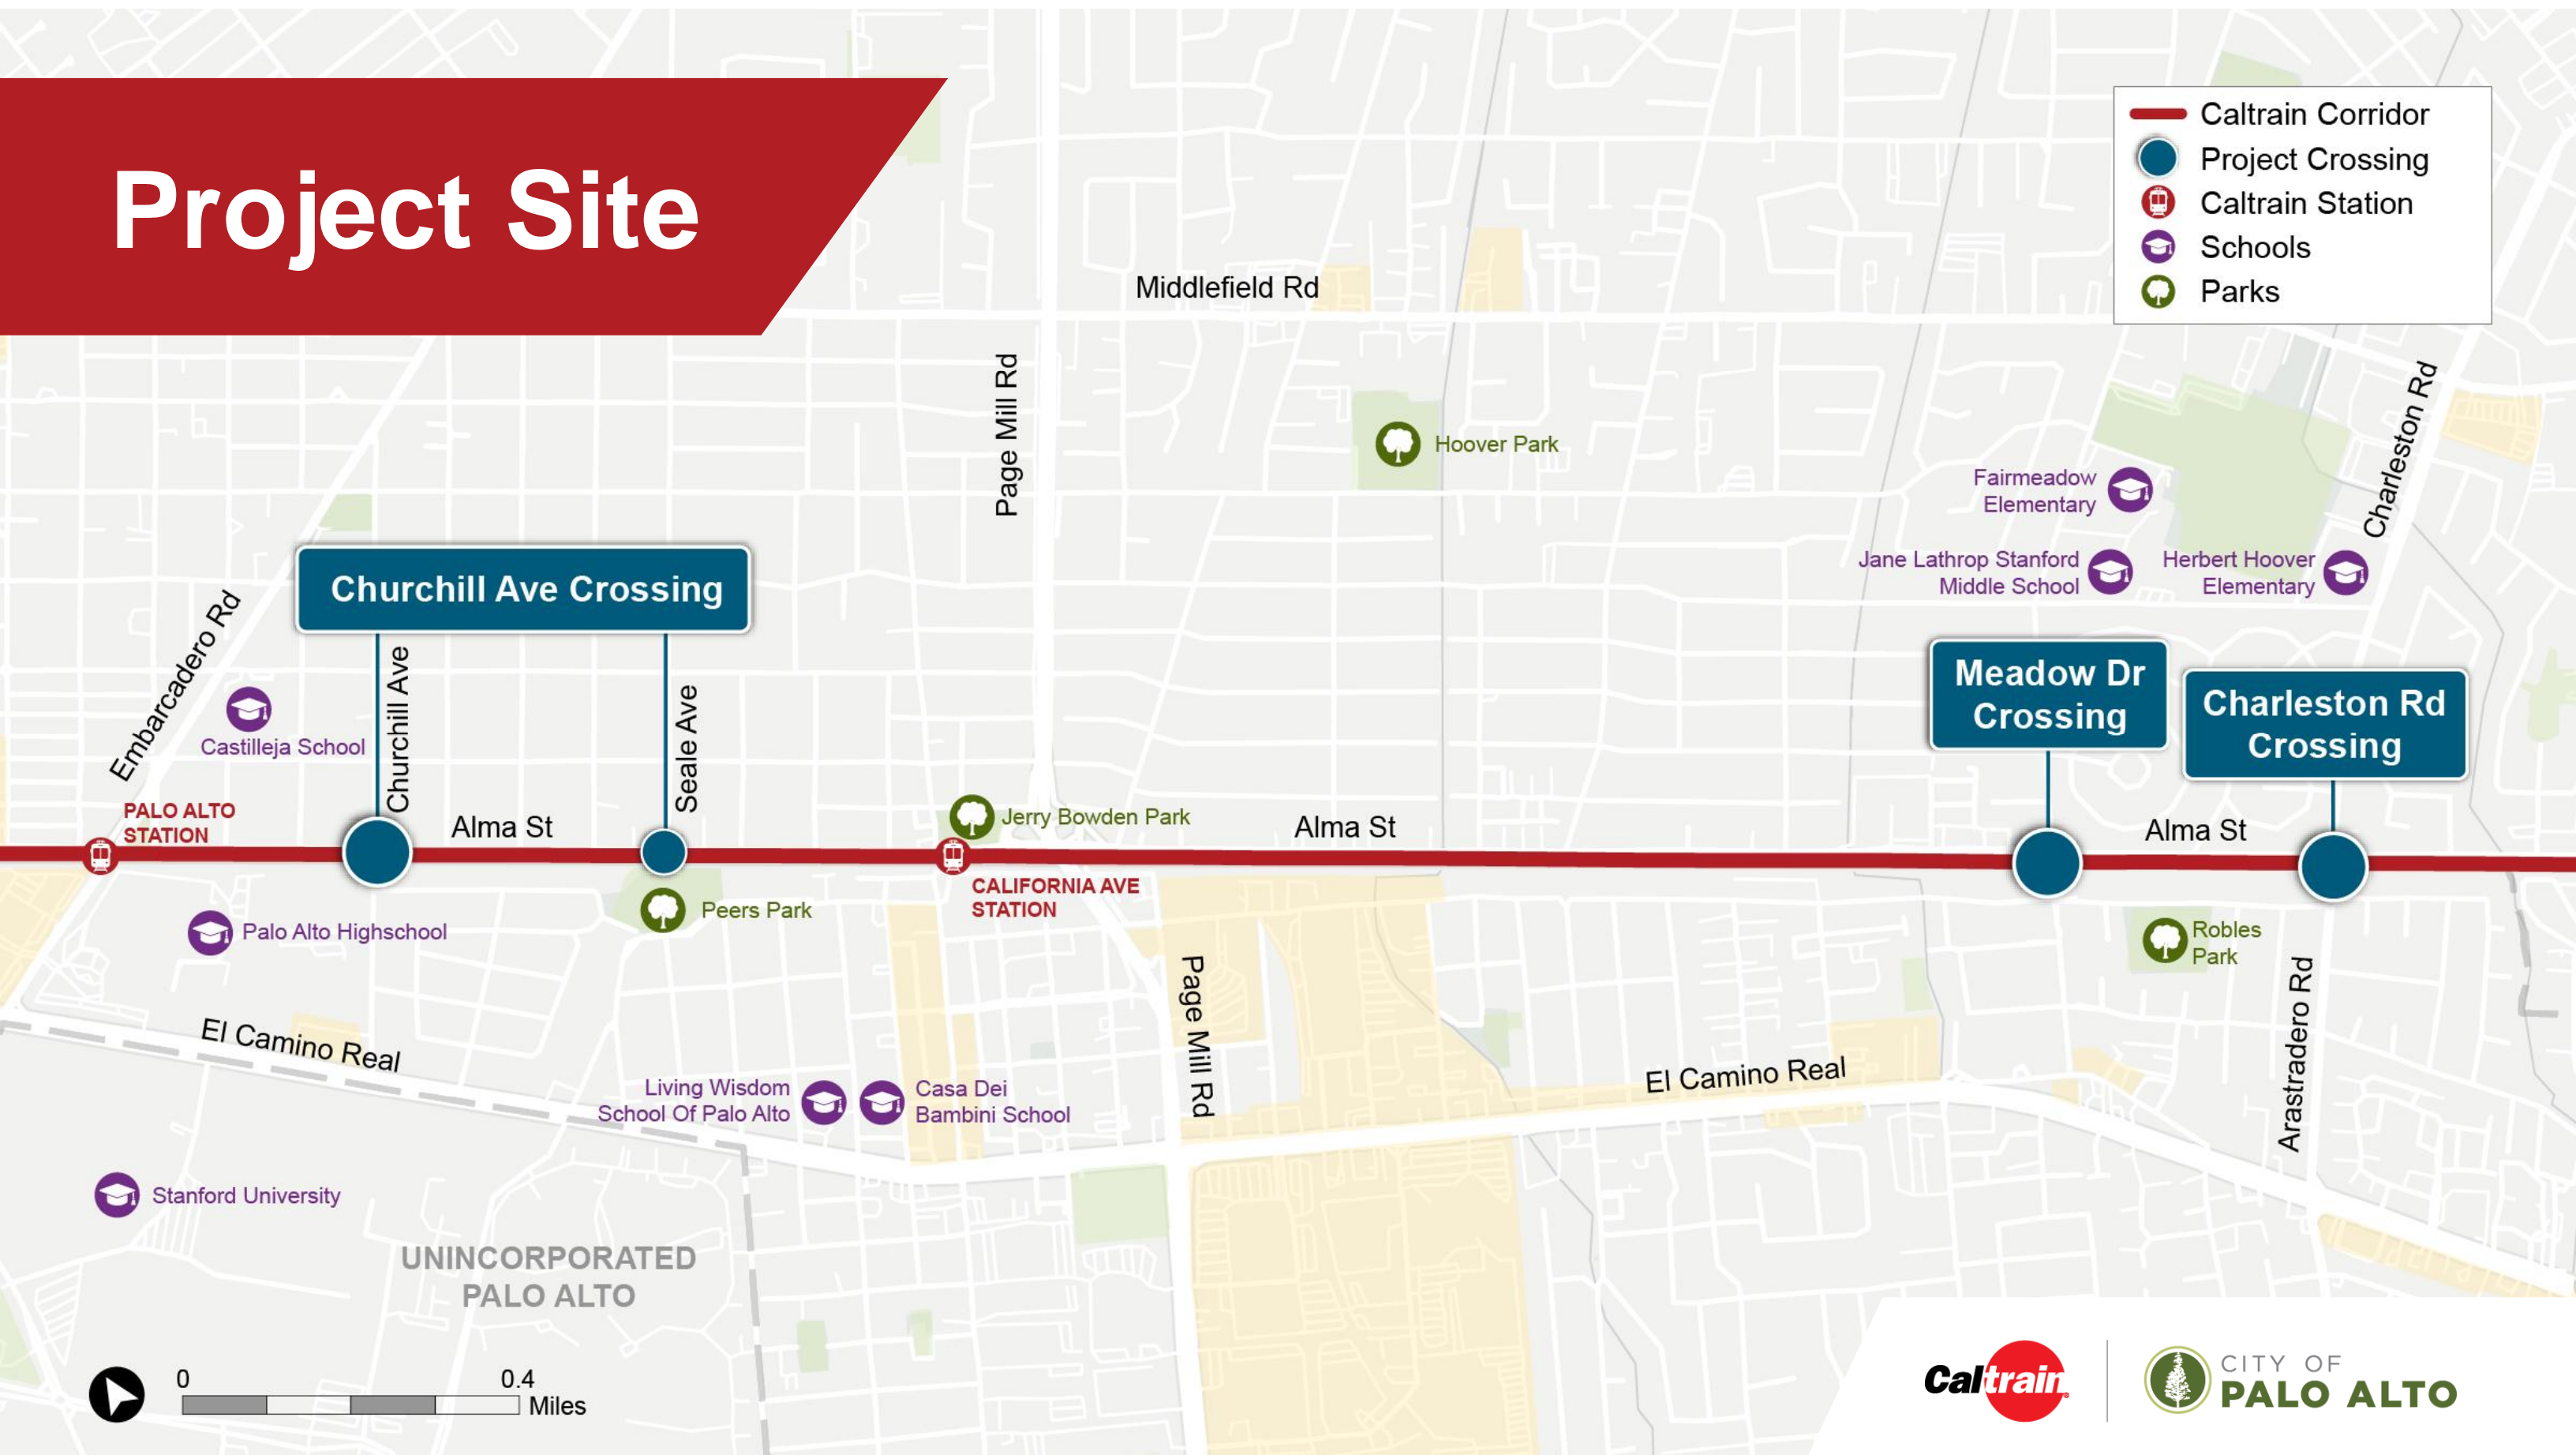 Project Site
Caltrain Corridor
Project Crossing
Caltrain Station
Schools
Parks
Middlefield Rd
Page Mill Rd
Hoover Park
Charleston Rd
Fairmeadow
Elementary
Jane Lathrop Stanford
Middle School
Herbert Hoover
Elementary
Churchill Ave Crossing
Embarcadero Rd
Churchill Ave
Seale Ave
Castilleja School
Meadow Dr
Crossing
Charleston Rd
Crossing
PALO ALTO
STATION
Alma St
Jerry Bowden Park
Alma St
Alma St
CALIFORNIA AVE
STATION
Peers Park
Palo Alto Highschool
Robles
Park
Page Mill Rd
Arastradero Rd
El Camino Real
El Camino Real
Living Wisdom
School Of Palo Alto
Casa Dei
Bambini School
Stanford University
UNINCORPORATED
PALO ALTO
0 0.4
Miles
Caltrain
CITY OF
PALO ALTO